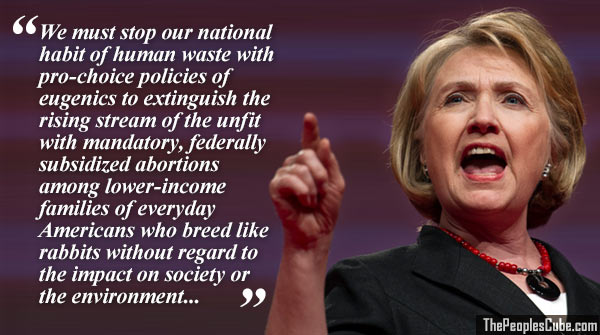 “We must stop our national
habit of human waste with
pro-choice policies of
eugenics to extinguish the
rising stream of the unfit
with mandatory, federally
subsidized abortions
among lower-income
families of everyday
Americans who breed like
rabbits without regard to
the impact on society or
the environment...”
ThePeoplesCube.com